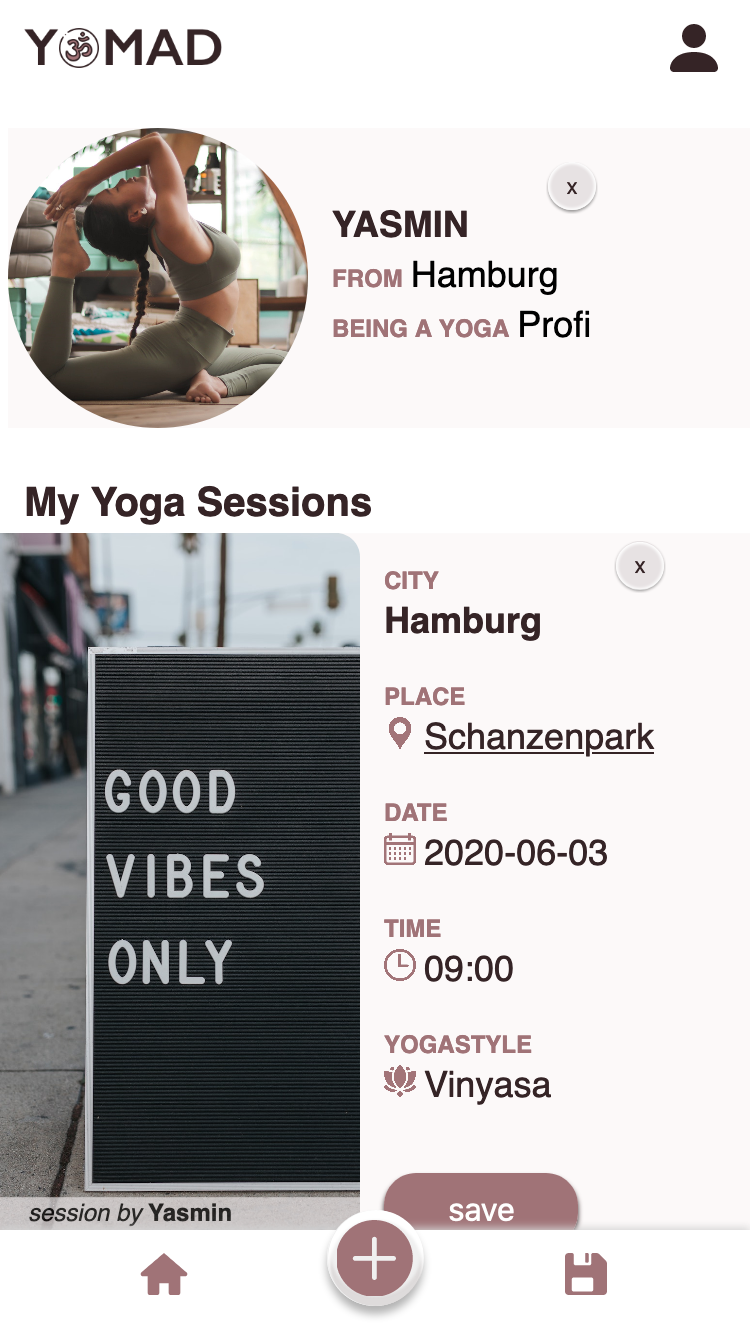 YॐMAD
YASMIN
x
FROM Hamburg
BEING A YOGA Profi
My Yoga Sessions
GOOD
VIBES
ONLY
session by Yasmin
x
CITY
Hamburg
PLACE
Schanzenpark
DATE
2020-06-03
TIME
09:00
YOGASTYLE
Vinyasa
save